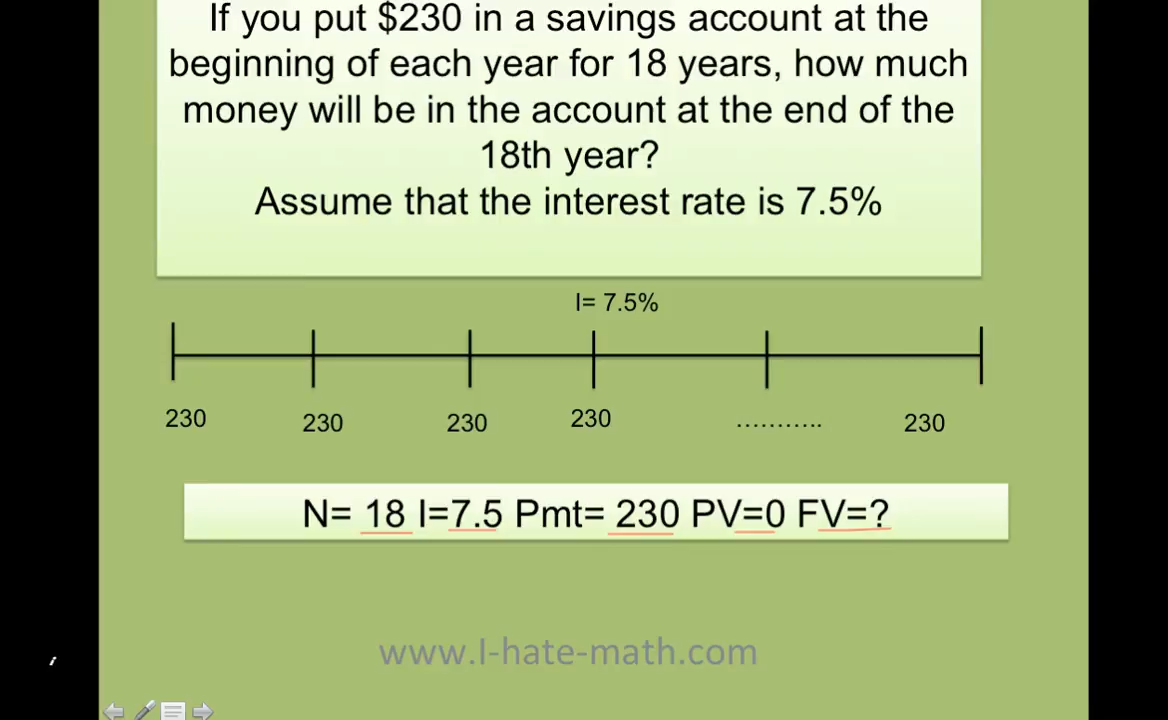 If you put $230 in a savings account at the
beginning of each year for 18 years, how much
money will be in the account at the end of the
18th year?
Assume that the interest rate is 7.5%
I= 7.5%
230 230 230 230 ……….. 230
N= 18 I=7.5 Pmt= 230 PV=0 FV=?
www.I-hate-math.com